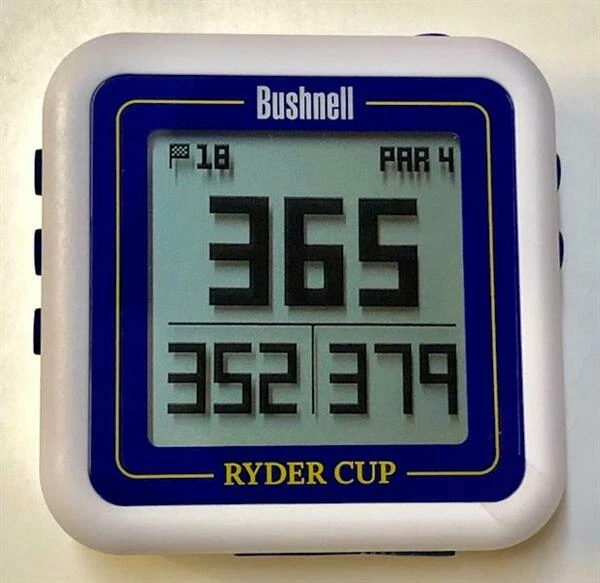 Bushnell
18 PAR 4
365
352 379
RYDER CUP